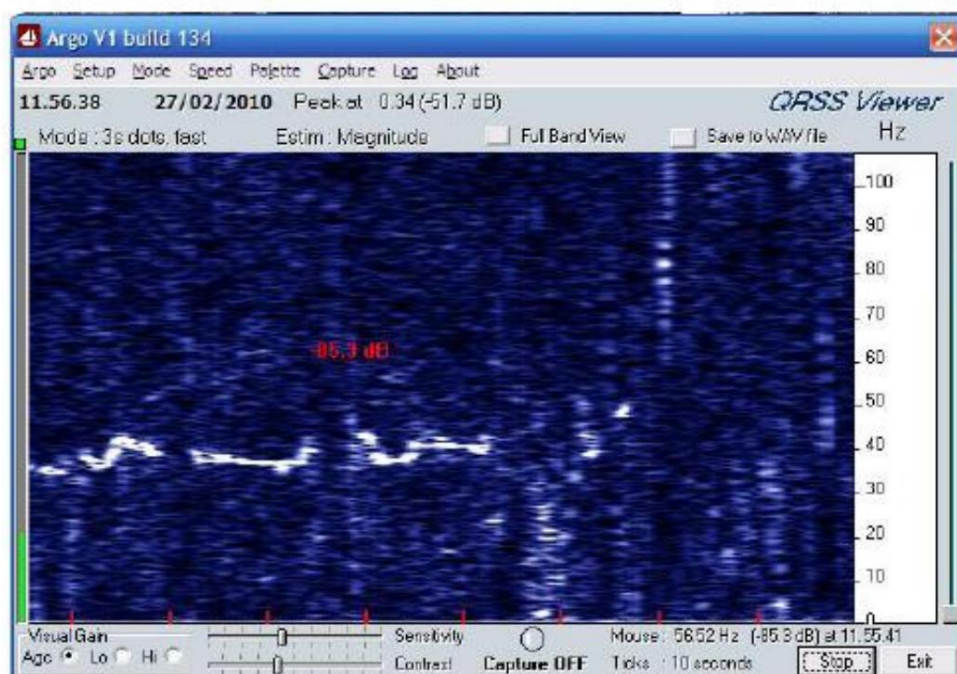 Argo V1 build 134
Argo Setup Mode Speed Palette Capture Log About
11.56.38 27/02/2010 Peak at 0.34 (-51.7 dB) QRSS Viewer
Mode : 3s dots, fast Estim : Magnitude Full Band View Save to WAV file Hz
100
90
80
70
-85.3 dB
60
50
40
30
20
10
0
Visual Gain Sensitivity Mouse : 56.52 Hz (-85.3 dB) at 11.55.41
Agc Lo Hi Contrast Capture OFF Ticks : 10 seconds Stop Exit